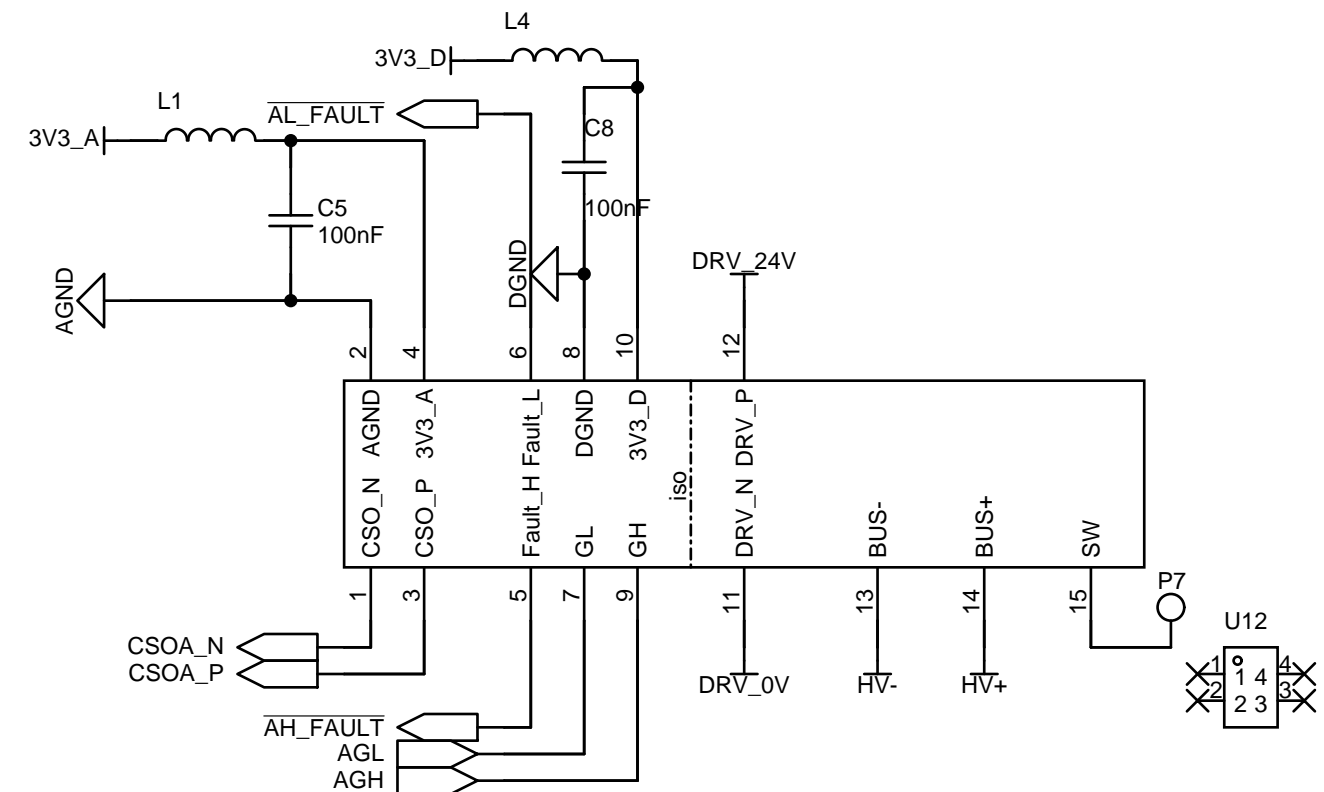 L4
3V3_D
L1
AL_FAULT
3V3_A
C8
100nF
C5
100nF
DGND
AGND
DRV_24V
2
4
6
8
10
12
AGND
3V3_A
Fault_L
DGND
3V3_D
DRV_P
iso
CSO_N
CSO_P
Fault_H
GL
GH
DRV_N
BUS-
BUS+
SW
1
3
5
7
9
11
13
14
15
P7
CSOA_N
CSOA_P
DRV_0V
HV-
HV+
AH_FAULT
AGL
AGH
U12
1 1 4 4
2 2 3 3